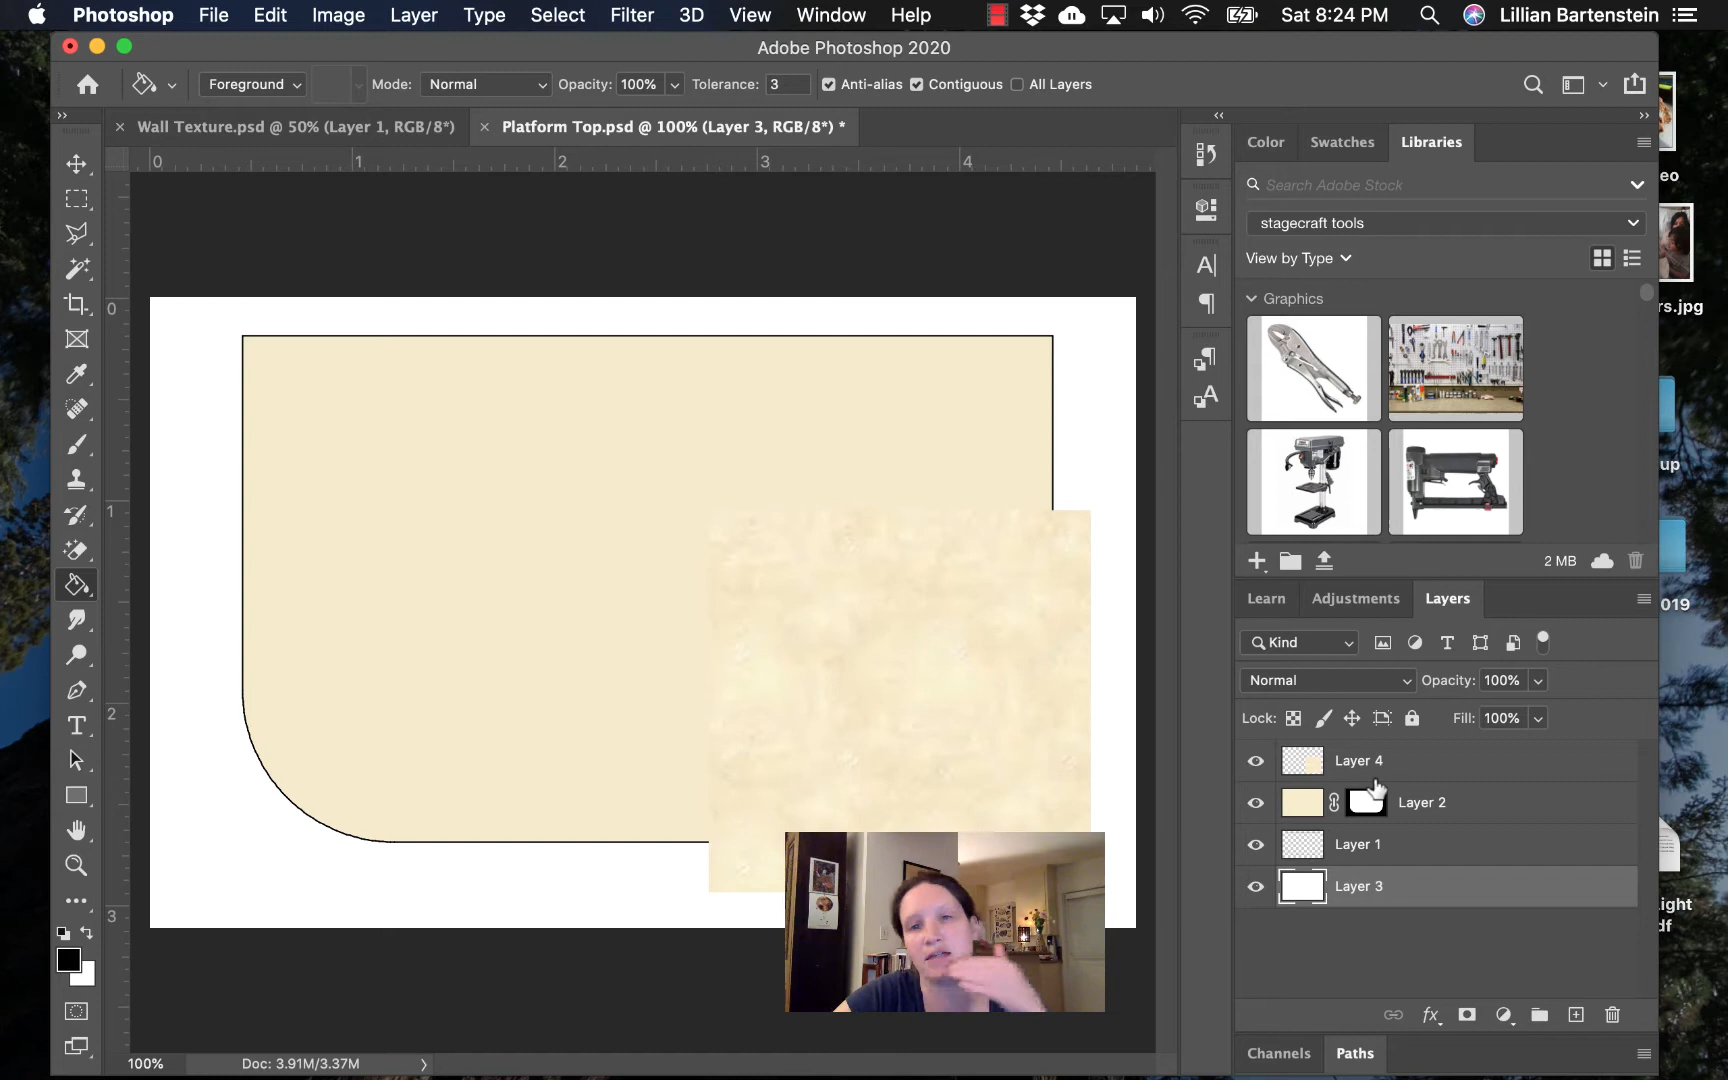 Photoshop File Edit Image Layer Type Select Filter 3D View Window Help Sat 8:24 PM Lillian Bartenstein
Adobe Photoshop 2020
Foreground Mode: Normal Opacity: 100% Tolerance: 3 Anti-alias Contiguous All Layers
Wall Texture.psd @ 50% (Layer 1, RGB/8*) Platform Top.psd @ 100% (Layer 3, RGB/8*) *
0 1 2 3 4
Color Swatches Libraries
eo
Search Adobe Stock
stagecraft tools
View by Type
Graphics
rs.jpg
0
up
1
2 MB
Learn Adjustments Layers
019
Kind
Normal Opacity: 100%
2
Lock: Fill: 100%
Layer 4
Layer 2
Layer 1
Layer 3
3
ight
df
fx
Channels Paths
100% Doc: 3.91M/3.37M